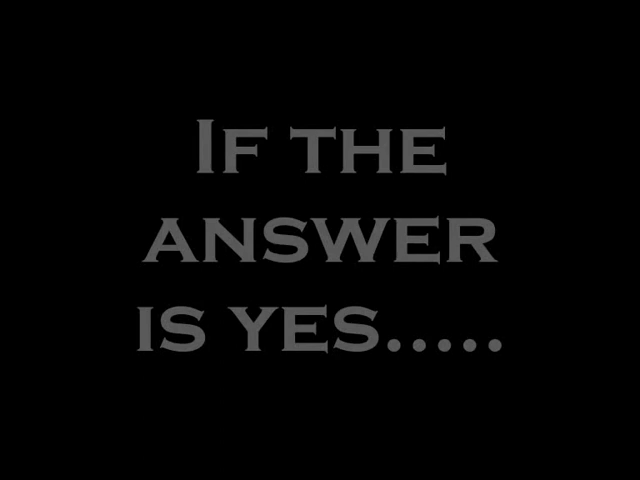 If the
answer
is yes.....